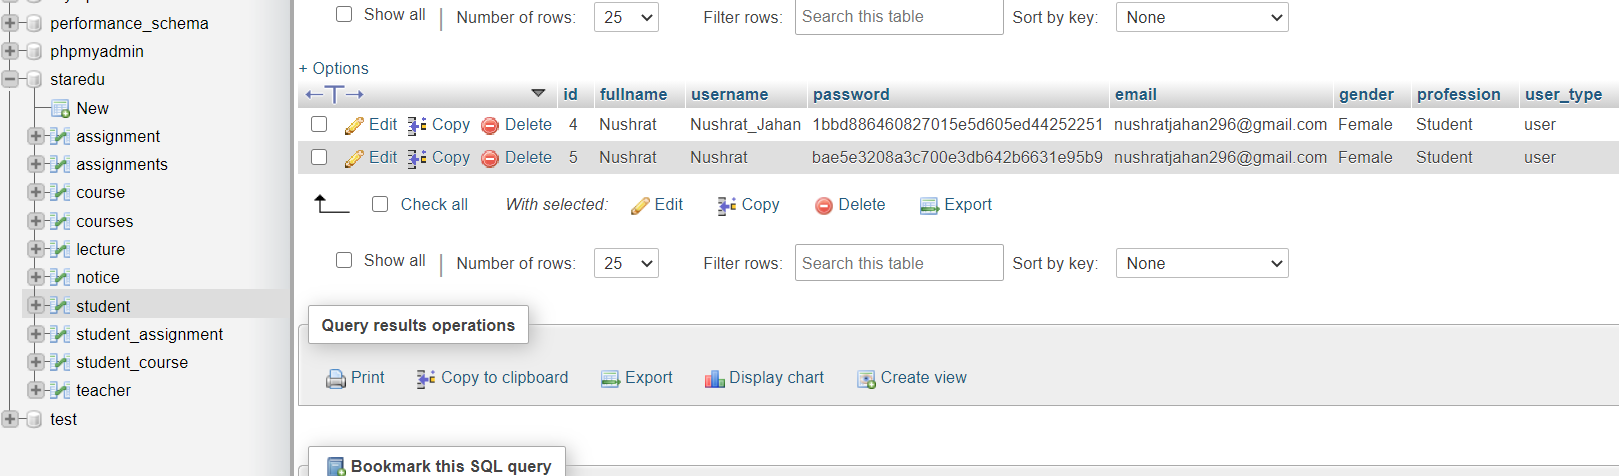 performance_schema
phpmyadmin
staredu
New
assignment
assignments
course
courses
lecture
notice
student
student_assignment
student_course
teacher
test
Show all Number of rows: 25 Filter rows: Search this table Sort by key: None
+ Options
←T→ id fullname username password email gender profession user_type
Edit Copy Delete 4 Nushrat Nushrat_Jahan 1bbd886460827015e5d605ed44252251 nushratjahan296@gmail.com Female Student user
Edit Copy Delete 5 Nushrat Nushrat bae5e3208a3c700e3db642b6631e95b9 nushratjahan296@gmail.com Female Student user
Check all With selected: Edit Copy Delete Export
Show all Number of rows: 25 Filter rows: Search this table Sort by key: None
Query results operations
Print Copy to clipboard Export Display chart Create view
Bookmark this SQL query